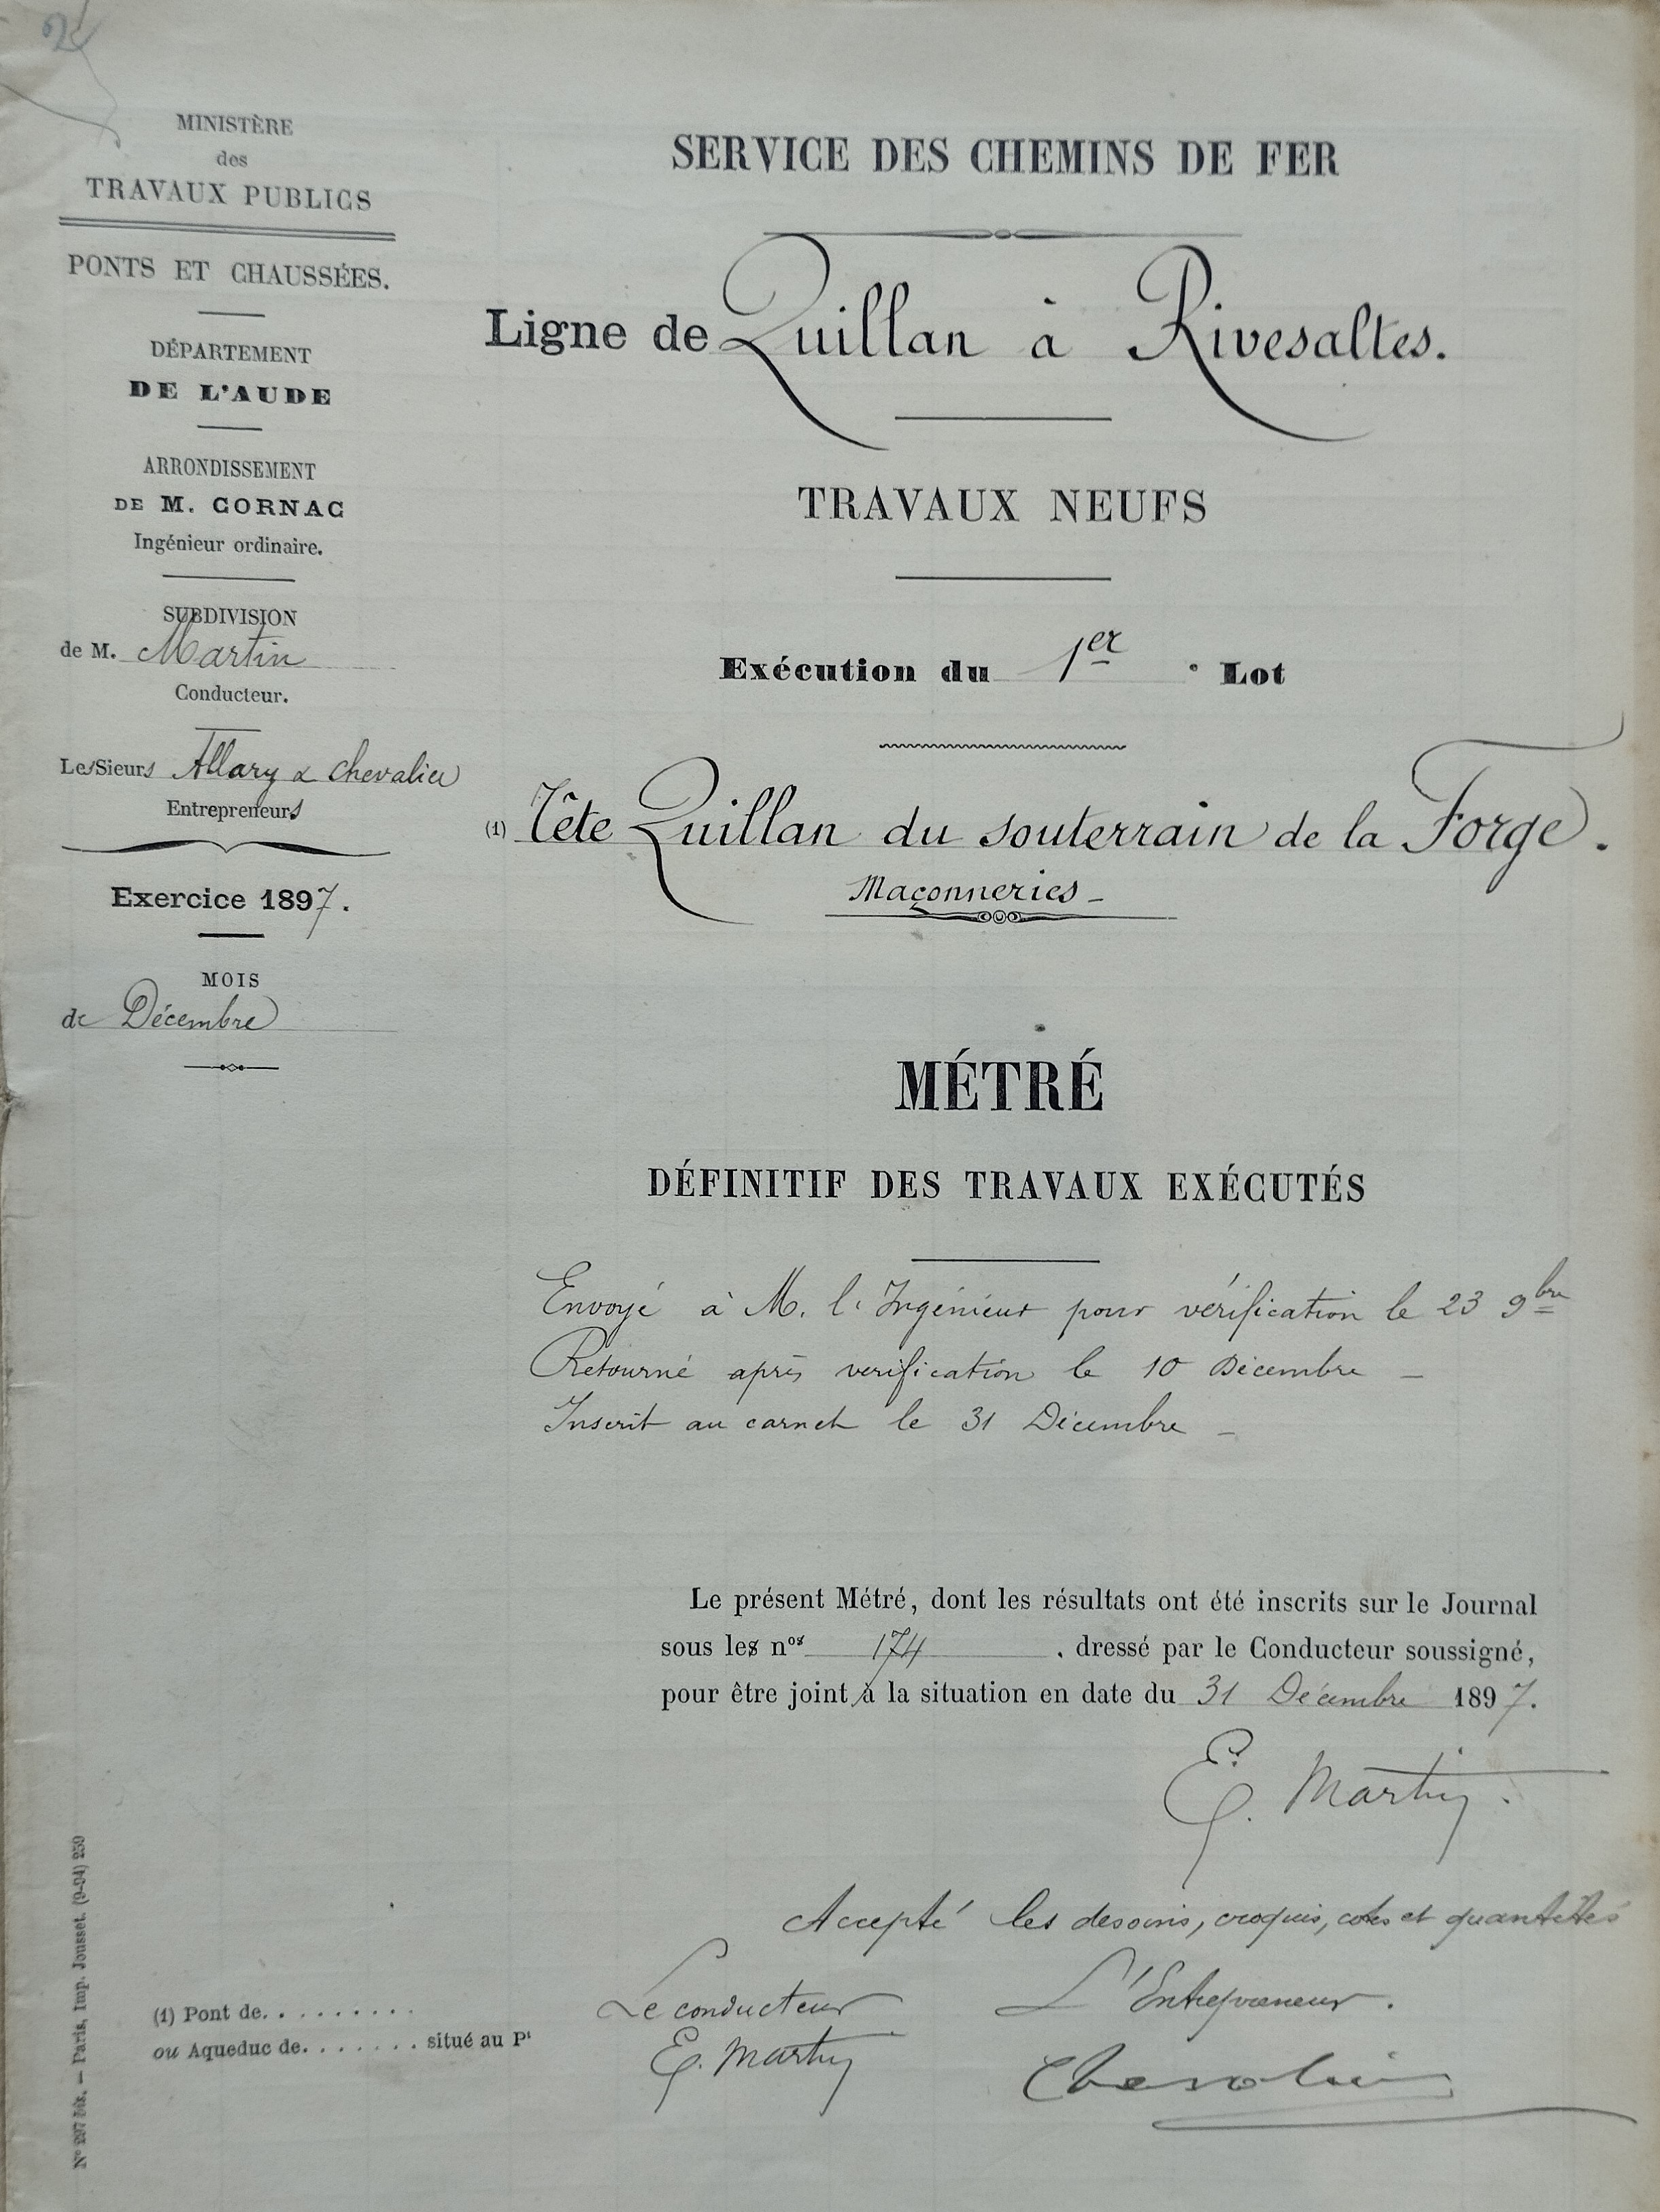 2
MINISTÈRE
des
TRAVAUX PUBLICS
PONTS ET CHAUSSÉES.
DÉPARTEMENT
DE L'AUDE
ARRONDISSEMENT
DE M. CORNAC
Ingénieur ordinaire.
SUBDIVISION
de M. Martin
Conducteur.
Les Sieurs Allary & Chevalier
Entrepreneurs
Exercice 1897.
MOIS
de Décembre
SERVICE DES CHEMINS DE FER
Ligne de Quillan à Rivesaltes.
TRAVAUX NEUFS
Exécution du 1er Lot
(1) Tête Quillan du souterrain de la Forge.
Maçonneries -
MÉTRÉ
DÉFINITIF DES TRAVAUX EXÉCUTÉS
Envoyé à M. l'Ingénieur pour vérification le 23 9bre
Retourné après verification le 10 Décembre -
Inscrit au carnet le 31 Décembre -
Le présent Métré, dont les résultats ont été inscrits sur le Journal
sous les nos 174 . dressé par le Conducteur soussigné,
pour être joint à la situation en date du 31 Décembre 1897.
E. Martin.
Accepté les dessins, croquis, cotes et quantités
Le conducteur L'Entrepreneur.
E. Martin Chevalier
(1) Pont de. . . . . . . . .
ou Aqueduc de. . . . . . . situé au Pt
N° 297 bis. — Paris, Imp. Jousset. (9-94) 259